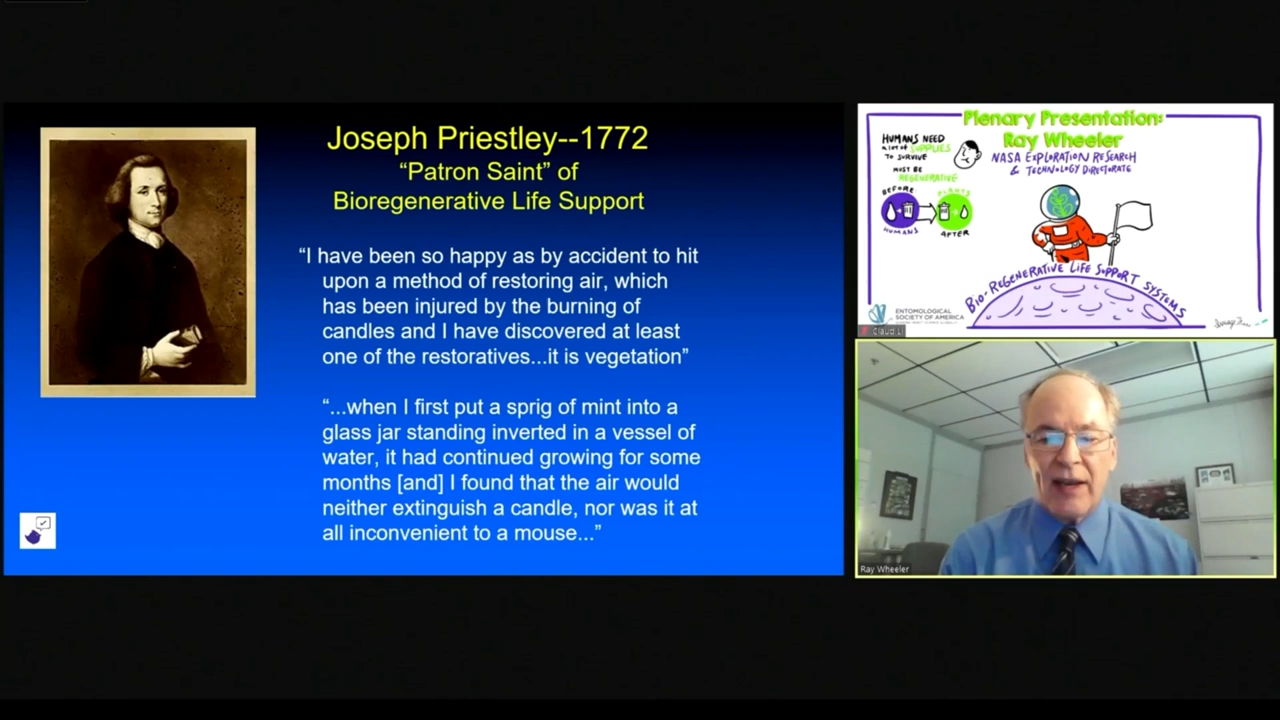 Joseph Priestley--1772
“Patron Saint” of
Bioregenerative Life Support
“I have been so happy as by accident to hit
upon a method of restoring air, which
has been injured by the burning of
candles and I have discovered at least
one of the restoratives...it is vegetation”
“...when I first put a sprig of mint into a
glass jar standing inverted in a vessel of
water, it had continued growing for some
months [and] I found that the air would
neither extinguish a candle, nor was it at
all inconvenient to a mouse...”
Plenary Presentation:
Ray Wheeler
NASA EXPLORATION RESEARCH
& TECHNOLOGY DIRECTORATE
HUMANS NEED
A LOT OF SUPPLIES
TO SURVIVE
MUST BE
REGENERATIVE
BEFORE
PLANTS
HUMANS
AFTER
BIO-REGENERATIVE LIFE SUPPORT SYSTEMS
ENTOMOLOGICAL
SOCIETY OF AMERICA
Claud Li
Ray Wheeler